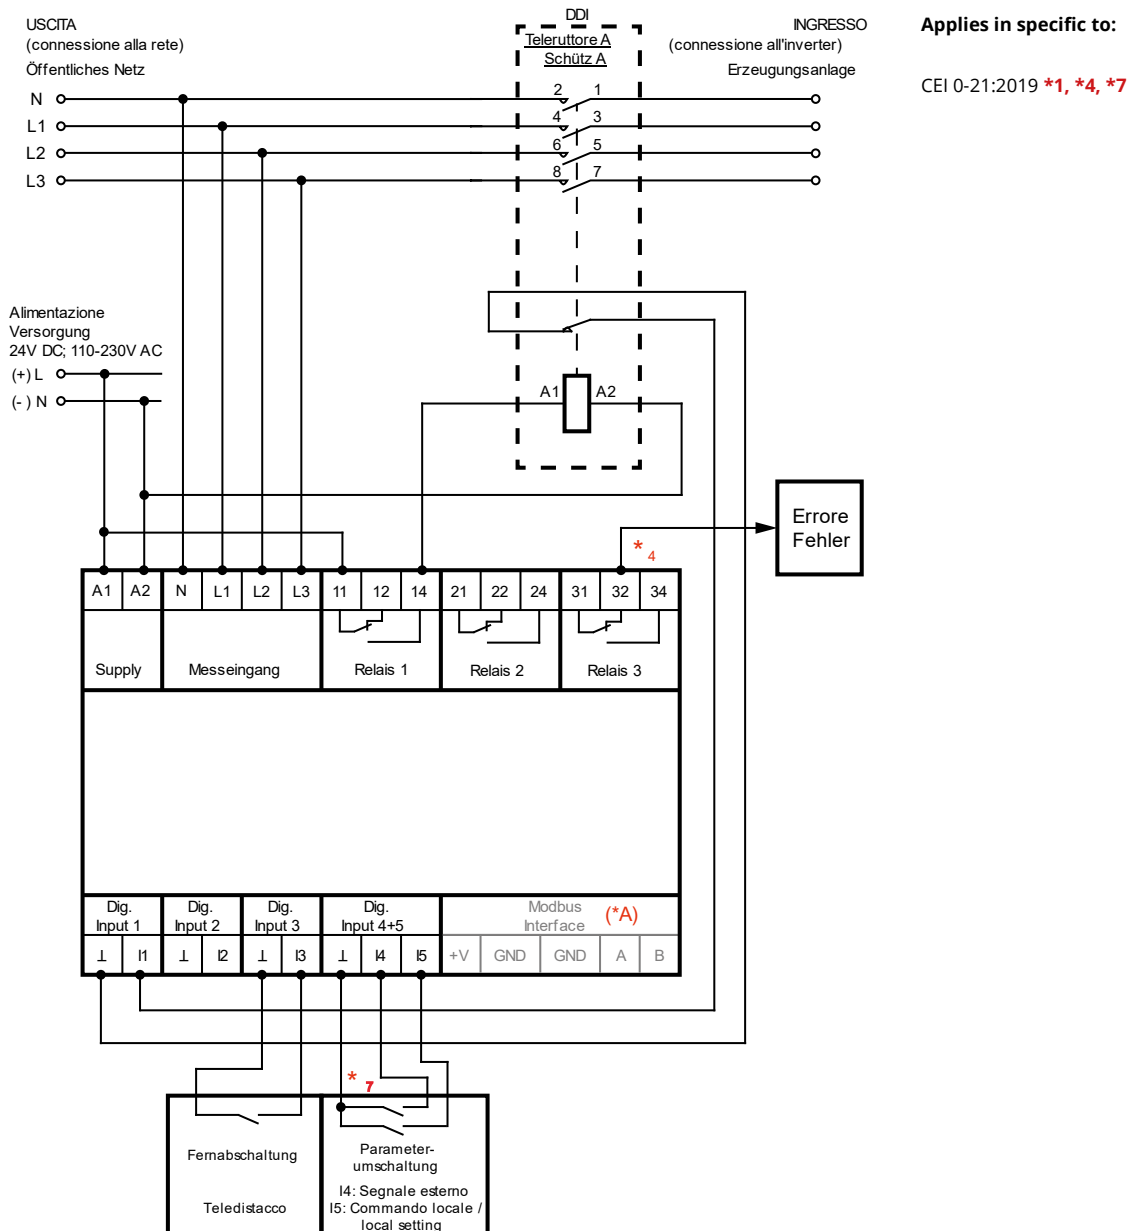 USCITA
(connessione alla rete)
Öffentliches Netz
DDI
Teleruttore A
Schütz A
INGRESSO
(connessione all'inverter)
Erzeugungsanlage
Applies in specific to:
CEI 0-21:2019 *1, *4, *7
N 2 1
L1 4 3
L2 6 5
L3 8 7
Alimentazione
Versorgung
24V DC; 110-230V AC
(+) L
(-) N
A1 A2
Errore
Fehler
* 4
A1 A2 N L1 L2 L3 11 12 14 21 22 24 31 32 34
Supply Messeingang Relais 1 Relais 2 Relais 3
Dig. Input 1
Dig. Input 2
Dig. Input 3
Dig. Input 4+5
Modbus Interface (*A)
⊥ I1 ⊥ I2 ⊥ I3 ⊥ I4 I5 +V GND GND A B
* 7
Fernabschaltung
Teledistacco
Parameter-
umschaltung
I4: Segnale esterno
I5: Commando locale /
local setting